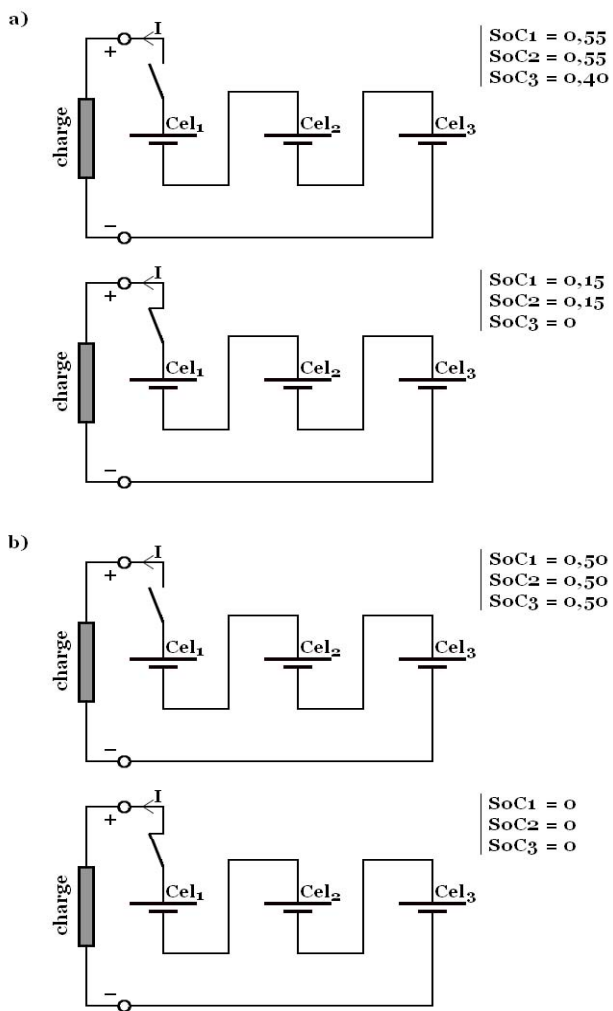 a)
I
+
charge
−
Cel1
Cel2
Cel3
SoC1 = 0,55
SoC2 = 0,55
SoC3 = 0,40
I
+
charge
−
Cel1
Cel2
Cel3
SoC1 = 0,15
SoC2 = 0,15
SoC3 = 0
b)
I
+
charge
−
Cel1
Cel2
Cel3
SoC1 = 0,50
SoC2 = 0,50
SoC3 = 0,50
I
+
charge
−
Cel1
Cel2
Cel3
SoC1 = 0
SoC2 = 0
SoC3 = 0